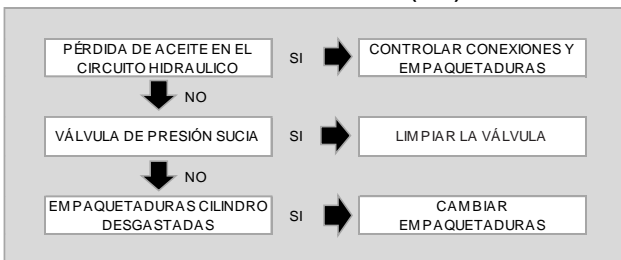 PÉRDIDA DE ACEITE EN EL
CIRCUITO HIDRAULICO
SI
CONTROLAR CONEXIONES Y
EMPAQUETADURAS
NO
VÁLVULA DE PRESIÓN SUCIA
SI
LIMPIAR LA VÁLVULA
NO
EMPAQUETADURAS CILINDRO
DESGASTADAS
SI
CAMBIAR
EMPAQUETADURAS